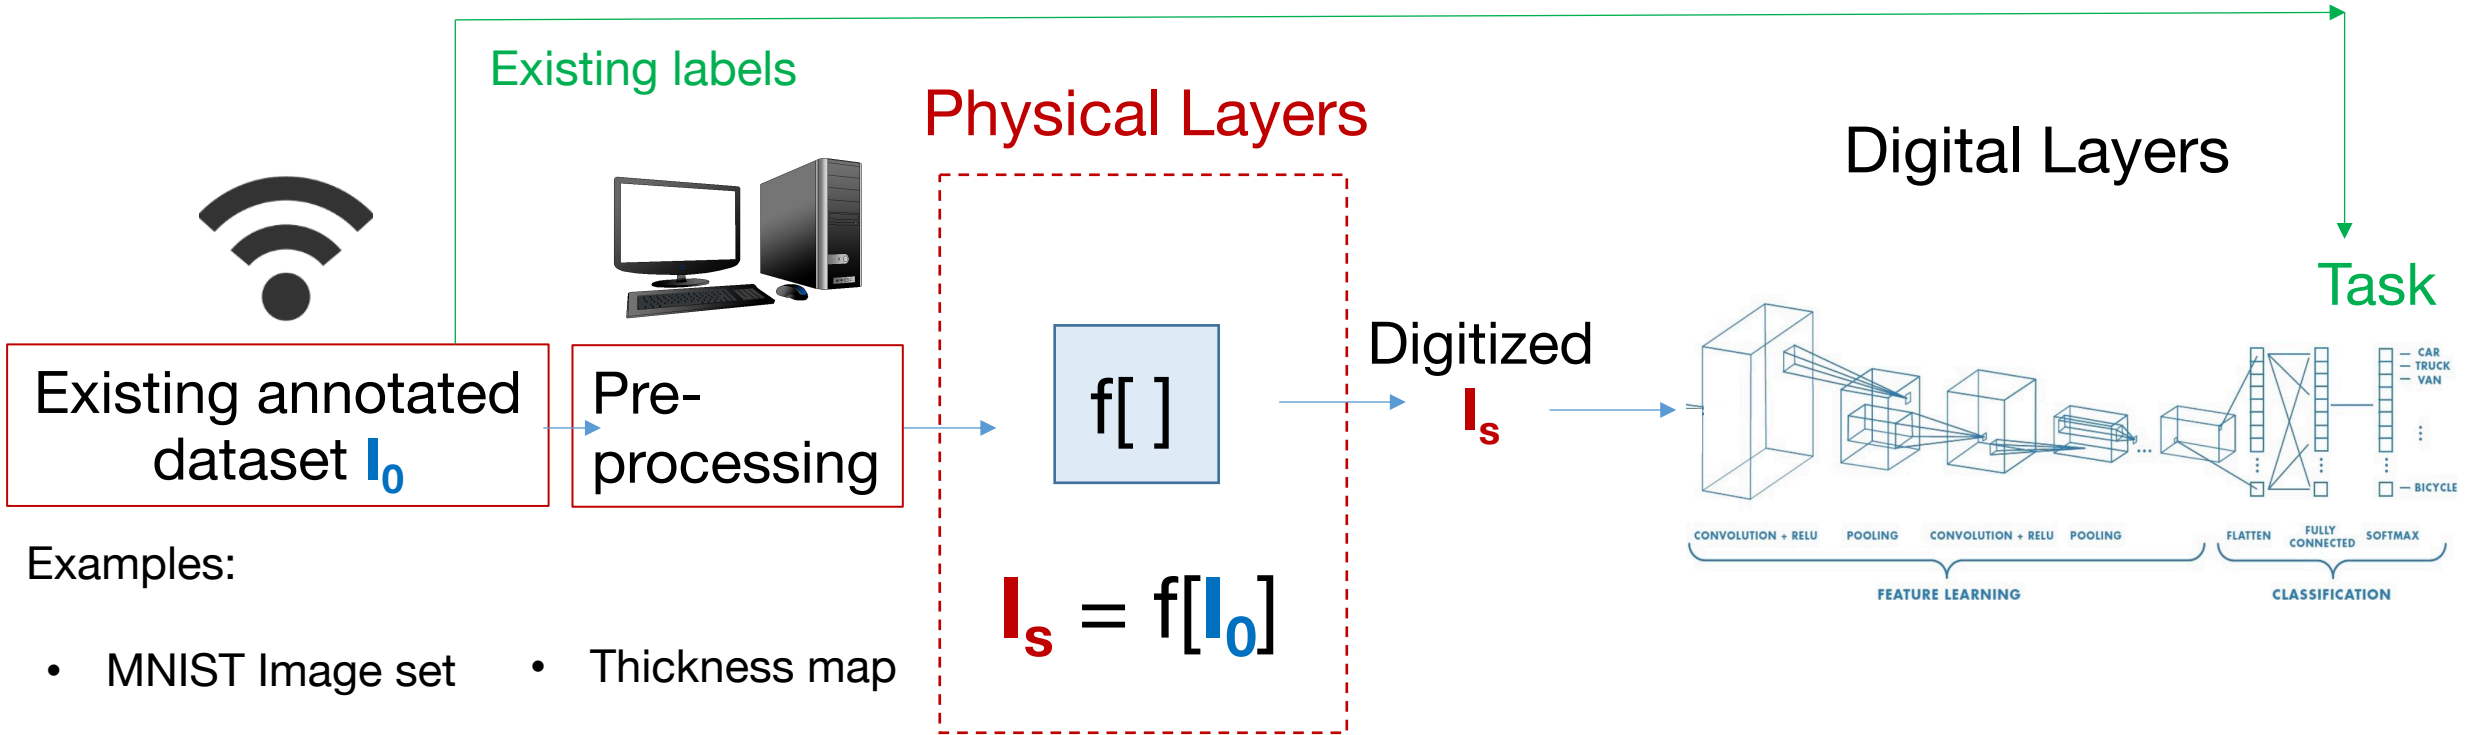 Existing labels
Physical Layers
Digital Layers
Task
Existing annotated
dataset I0
Pre-
processing
f[ ]
Digitized
Is
CAR
TRUCK
VAN
BICYCLE
CONVOLUTION + RELU
POOLING
CONVOLUTION + RELU
POOLING
FLATTEN
FULLY
CONNECTED
SOFTMAX
FEATURE LEARNING
CLASSIFICATION
Is = f[I0]
Examples:
• MNIST Image set
• Thickness map